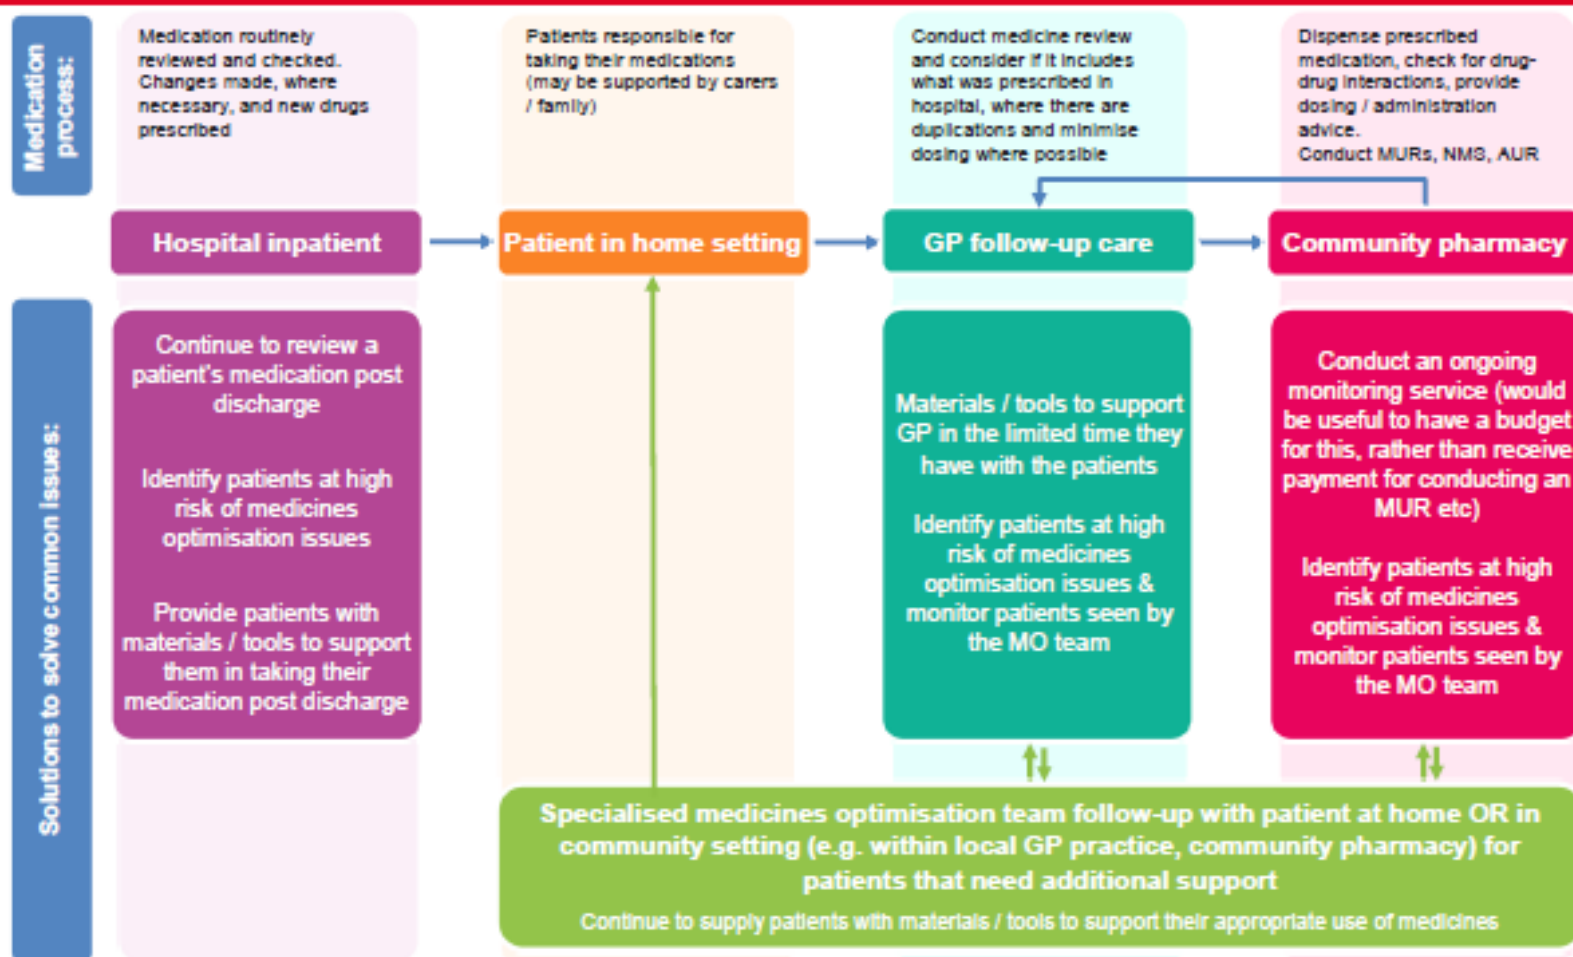 Medication
process:
Medication routinely
reviewed and checked.
Changes made, where
necessary, and new drugs
prescribed
Patients responsible for
taking their medications
(may be supported by carers
/ family)
Conduct medicine review
and consider if it includes
what was prescribed in
hospital, where there are
duplications and minimise
dosing where possible
Dispense prescribed
medication, check for drug-
drug interactions, provide
dosing / administration
advice.
Conduct MURs, NMS, AUR
Hospital inpatient
Patient in home setting
GP follow-up care
Community pharmacy
Solutions to solve common issues:
Continue to review a
patient's medication post
discharge
Identify patients at high
risk of medicines
optimisation issues
Provide patients with
materials / tools to support
them in taking their
medication post discharge
Materials / tools to support
GP in the limited time they
have with the patients
Identify patients at high
risk of medicines
optimisation issues &
monitor patients seen by
the MO team
Conduct an ongoing
monitoring service (would
be useful to have a budget
for this, rather than receive
payment for conducting an
MUR etc)
Identify patients at high
risk of medicines
optimisation issues &
monitor patients seen by
the MO team
Specialised medicines optimisation team follow-up with patient at home OR in
community setting (e.g. within local GP practice, community pharmacy) for
patients that need additional support
Continue to supply patients with materials / tools to support their appropriate use of medicines